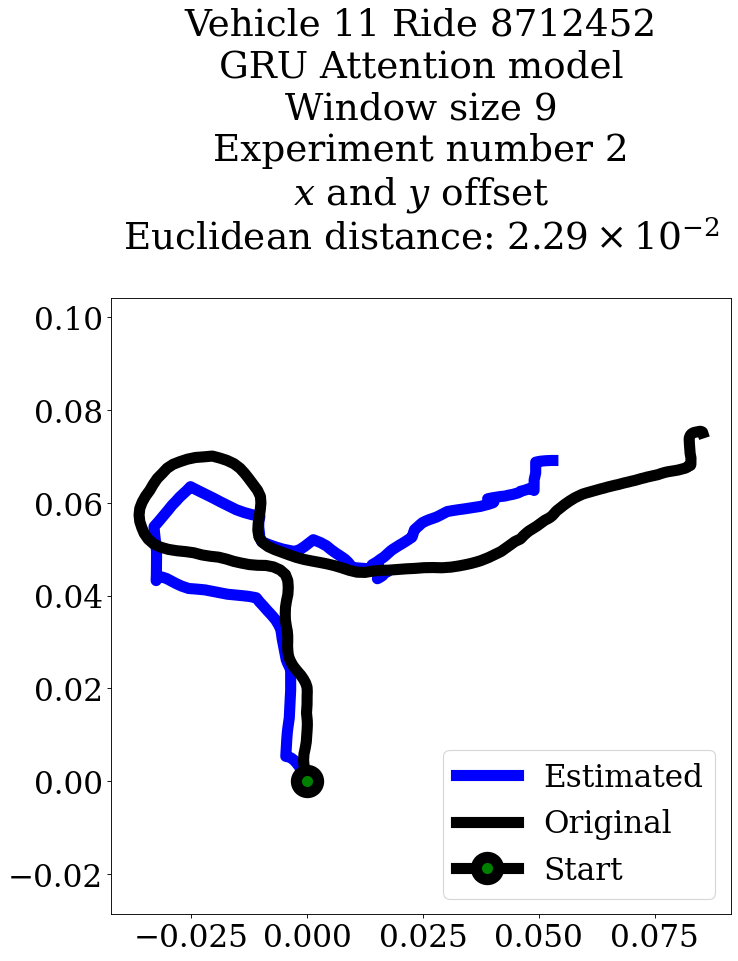 Vehicle 11 Ride 8712452
GRU Attention model
Window size 9
Experiment number 2
x and y offset
Euclidean distance: 2.29 × 10⁻²
0.10
0.08
0.06
0.04
0.02
0.00
−0.02
Estimated
Original
Start
−0.025 0.000 0.025 0.050 0.075